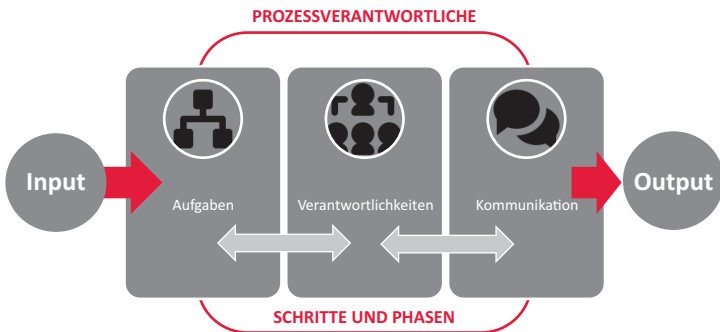 PROZESSVERANTWORTLICHE
Input
Aufgaben
Verantwortlichkeiten
Kommunikation
Output
SCHRITTE UND PHASEN